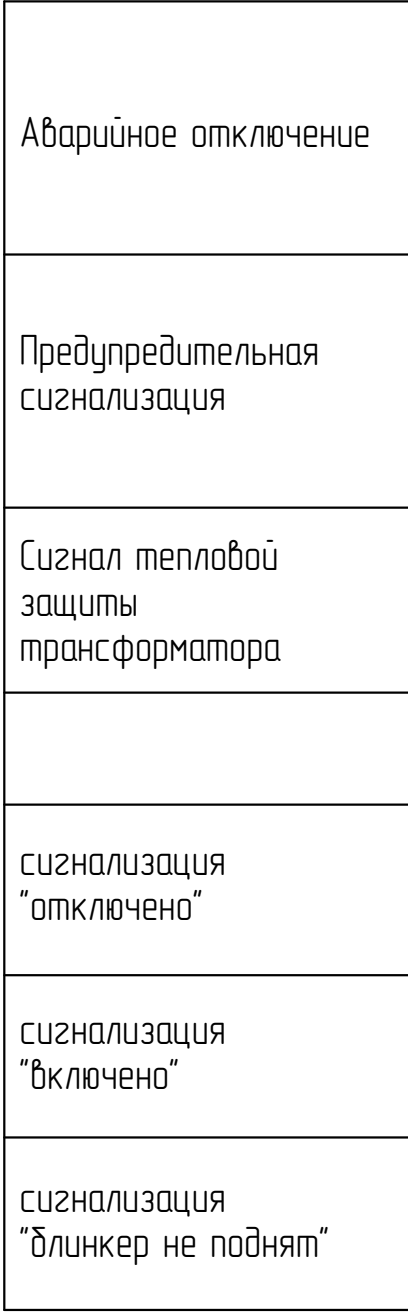 Аварийное отключение
Предупредительная
сигнализация
Сигнал тепловой
защиты
трансформатора
сигнализация
"отключено"
сигнализация
"включено"
сигнализация
"блинкер не поднят"